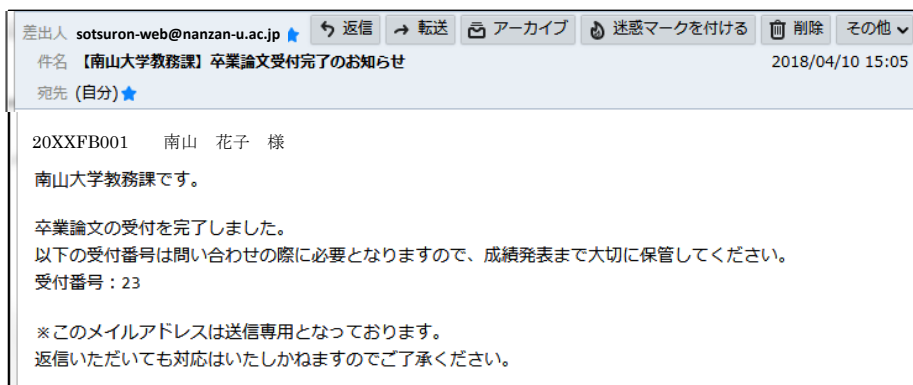 差出人 sotsuron-web@nanzan-u.ac.jp 返信 転送 アーカイブ 迷惑マークを付ける 削除 その他
件名 【南山大学教務課】卒業論文受付完了のお知らせ 2018/04/10 15:05
宛先 (自分)
20XXFB001 南山 花子 様
南山大学教務課です。
卒業論文の受付を完了しました。
以下の受付番号は問い合わせの際に必要となりますので、成績発表まで大切に保管してください。
受付番号：23
※このメイルアドレスは送信専用となっております。
返信いただいても対応はいたしかねますのでご了承ください。